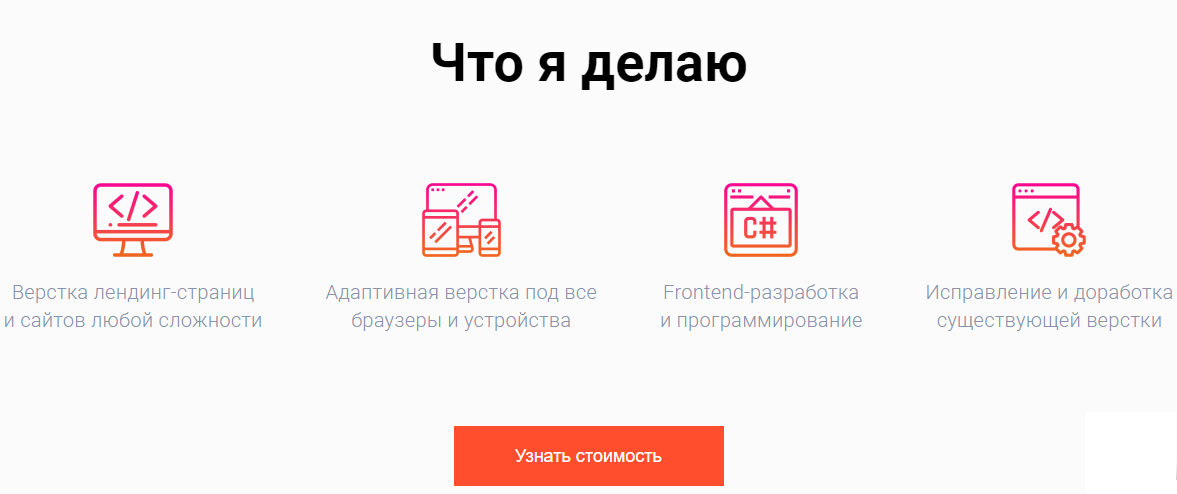 Что я делаю
C#
Верстка лендинг-страниц
и сайтов любой сложности
Адаптивная верстка под все
браузеры и устройства
Frontend-разработка
и программирование
Исправление и доработка
существующей верстки
Узнать стоимость